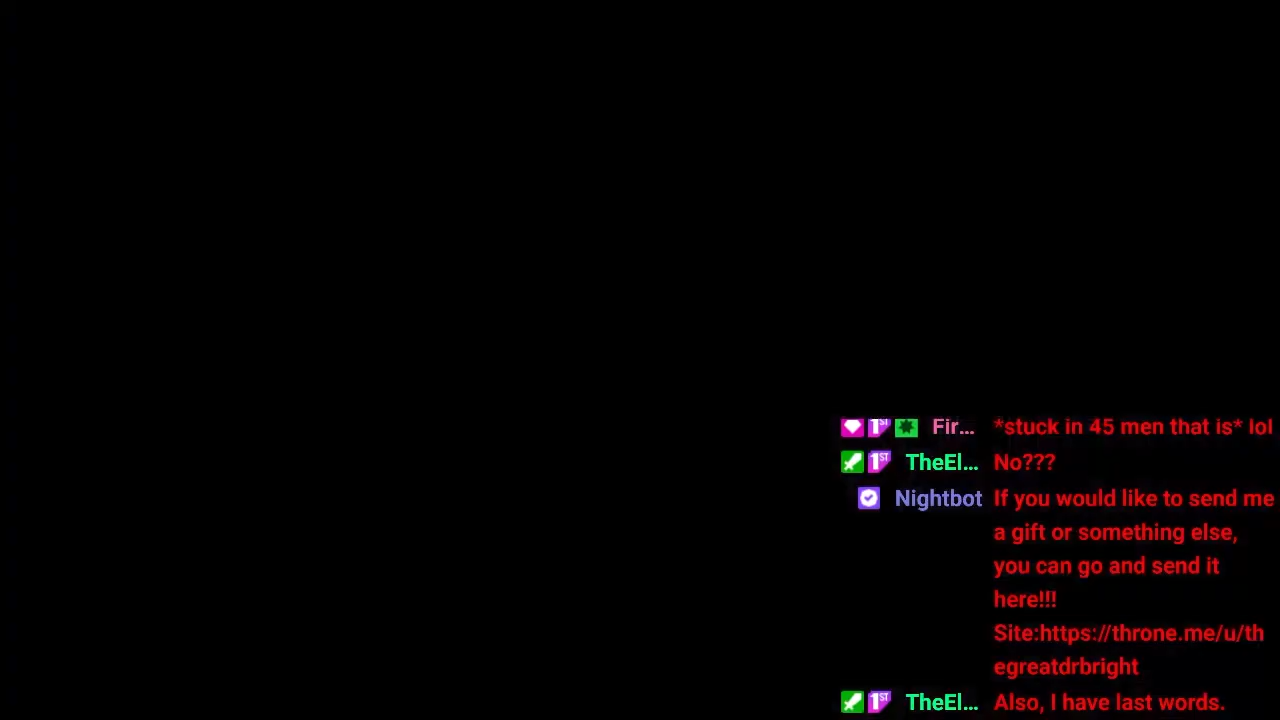 Fir... *stuck in 45 men that is* lol
TheEl... No???
Nightbot If you would like to send me
a gift or something else,
you can go and send it
here!!!
Site:https://throne.me/u/th
egreatdrbright
TheEl... Also, I have last words.